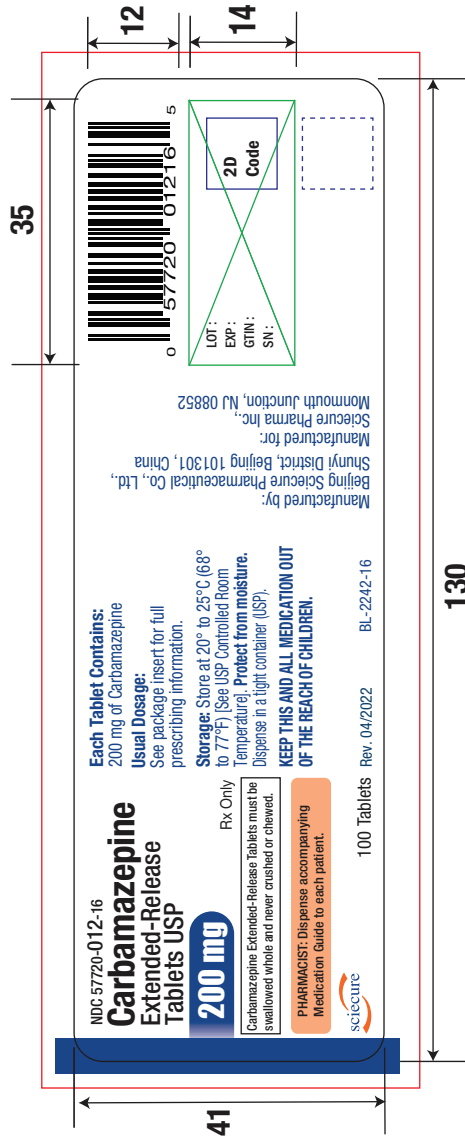 NDC 57720-012-16
Carbamazepine
Extended-Release
Tablets USP
200 mg
Rx Only
Carbamazepine Extended-Release Tablets must be
swallowed whole and never crushed or chewed.
PHARMACIST: Dispense accompanying
Medication Guide to each patient.
sciecure
100 Tablets
Each Tablet Contains:
200 mg of Carbamazepine
Usual Dosage:
See package insert for full
prescribing information.
Storage: Store at 20° to 25°C (68°
to 77°F) [See USP Controlled Room
Temperature]. Protect from moisture.
Dispense in a tight container (USP).
KEEP THIS AND ALL MEDICATION OUT
OF THE REACH OF CHILDREN.
Rev. 04/2022 BL-2242-16
Manufactured by:
Beijing Sciecure Pharmaceutical Co., Ltd.,
Shunyi District, Beijing 101301, China
Manufactured for:
Sciecure Pharma Inc.,
Monmouth Junction, NJ 08852
0 57720 01216 5
LOT :
EXP :
GTIN :
SN :
2D
Code
35
12
14
41
130